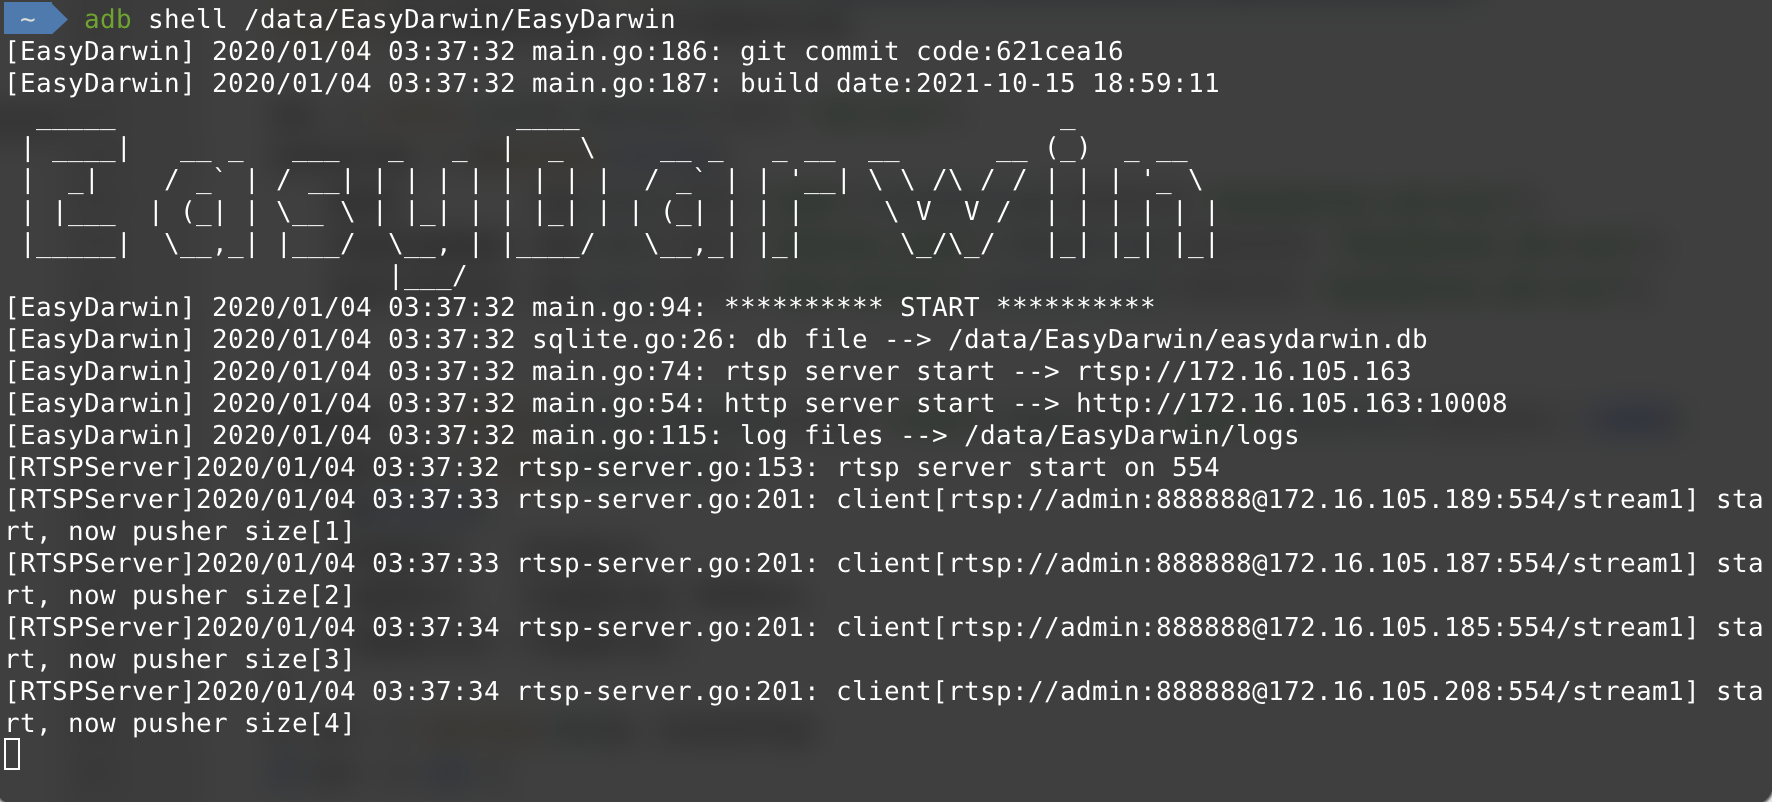 ~ adb shell /data/EasyDarwin/EasyDarwin
[EasyDarwin] 2020/01/04 03:37:32 main.go:186: git commit code:621cea16
[EasyDarwin] 2020/01/04 03:37:32 main.go:187: build date:2021-10-15 18:59:11
EasyDarwin
[EasyDarwin] 2020/01/04 03:37:32 main.go:94: ********** START **********
[EasyDarwin] 2020/01/04 03:37:32 sqlite.go:26: db file --> /data/EasyDarwin/easydarwin.db
[EasyDarwin] 2020/01/04 03:37:32 main.go:74: rtsp server start --> rtsp://172.16.105.163
[EasyDarwin] 2020/01/04 03:37:32 main.go:54: http server start --> http://172.16.105.163:10008
[EasyDarwin] 2020/01/04 03:37:32 main.go:115: log files --> /data/EasyDarwin/logs
[RTSPServer]2020/01/04 03:37:32 rtsp-server.go:153: rtsp server start on 554
[RTSPServer]2020/01/04 03:37:33 rtsp-server.go:201: client[rtsp://admin:888888@172.16.105.189:554/stream1] sta
rt, now pusher size[1]
[RTSPServer]2020/01/04 03:37:33 rtsp-server.go:201: client[rtsp://admin:888888@172.16.105.187:554/stream1] sta
rt, now pusher size[2]
[RTSPServer]2020/01/04 03:37:34 rtsp-server.go:201: client[rtsp://admin:888888@172.16.105.185:554/stream1] sta
rt, now pusher size[3]
[RTSPServer]2020/01/04 03:37:34 rtsp-server.go:201: client[rtsp://admin:888888@172.16.105.208:554/stream1] sta
rt, now pusher size[4]